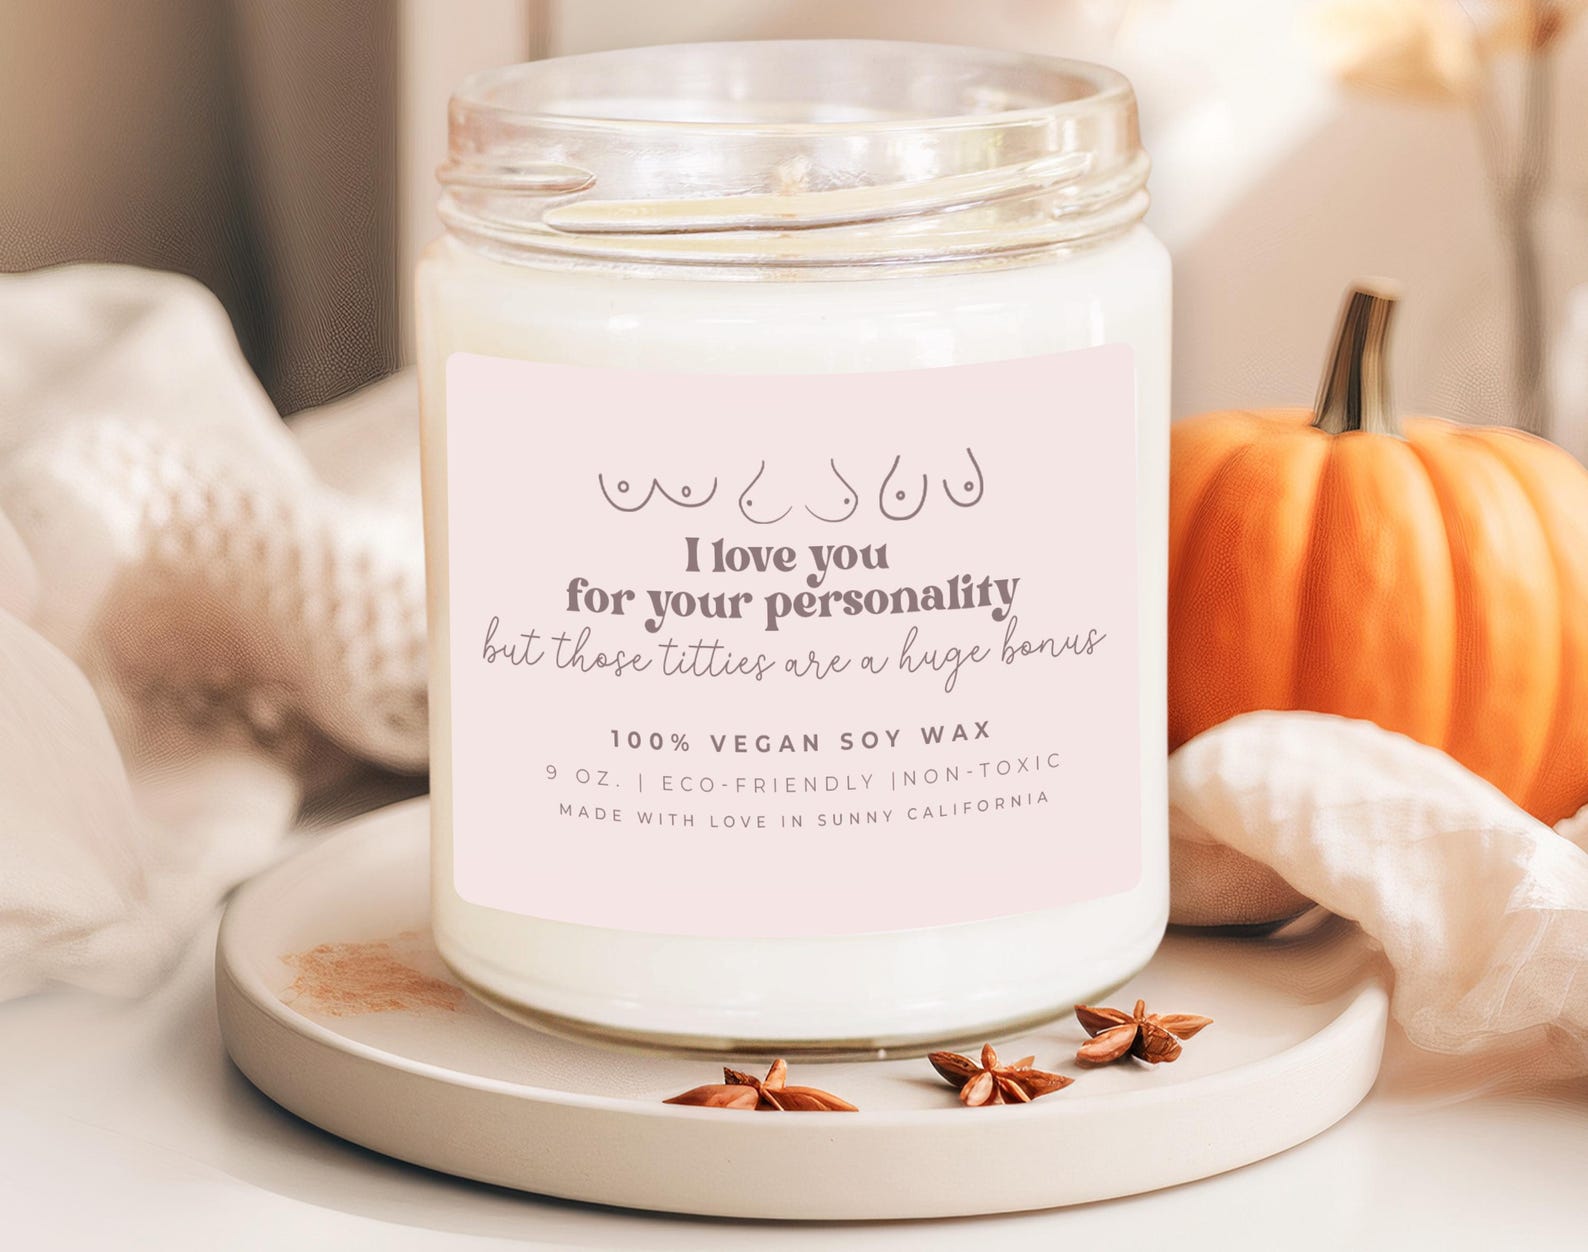 I love you
for your personality
but those titties are a huge bonus
100% VEGAN SOY WAX
9 OZ. | ECO-FRIENDLY |NON-TOXIC
MADE WITH LOVE IN SUNNY CALIFORNIA